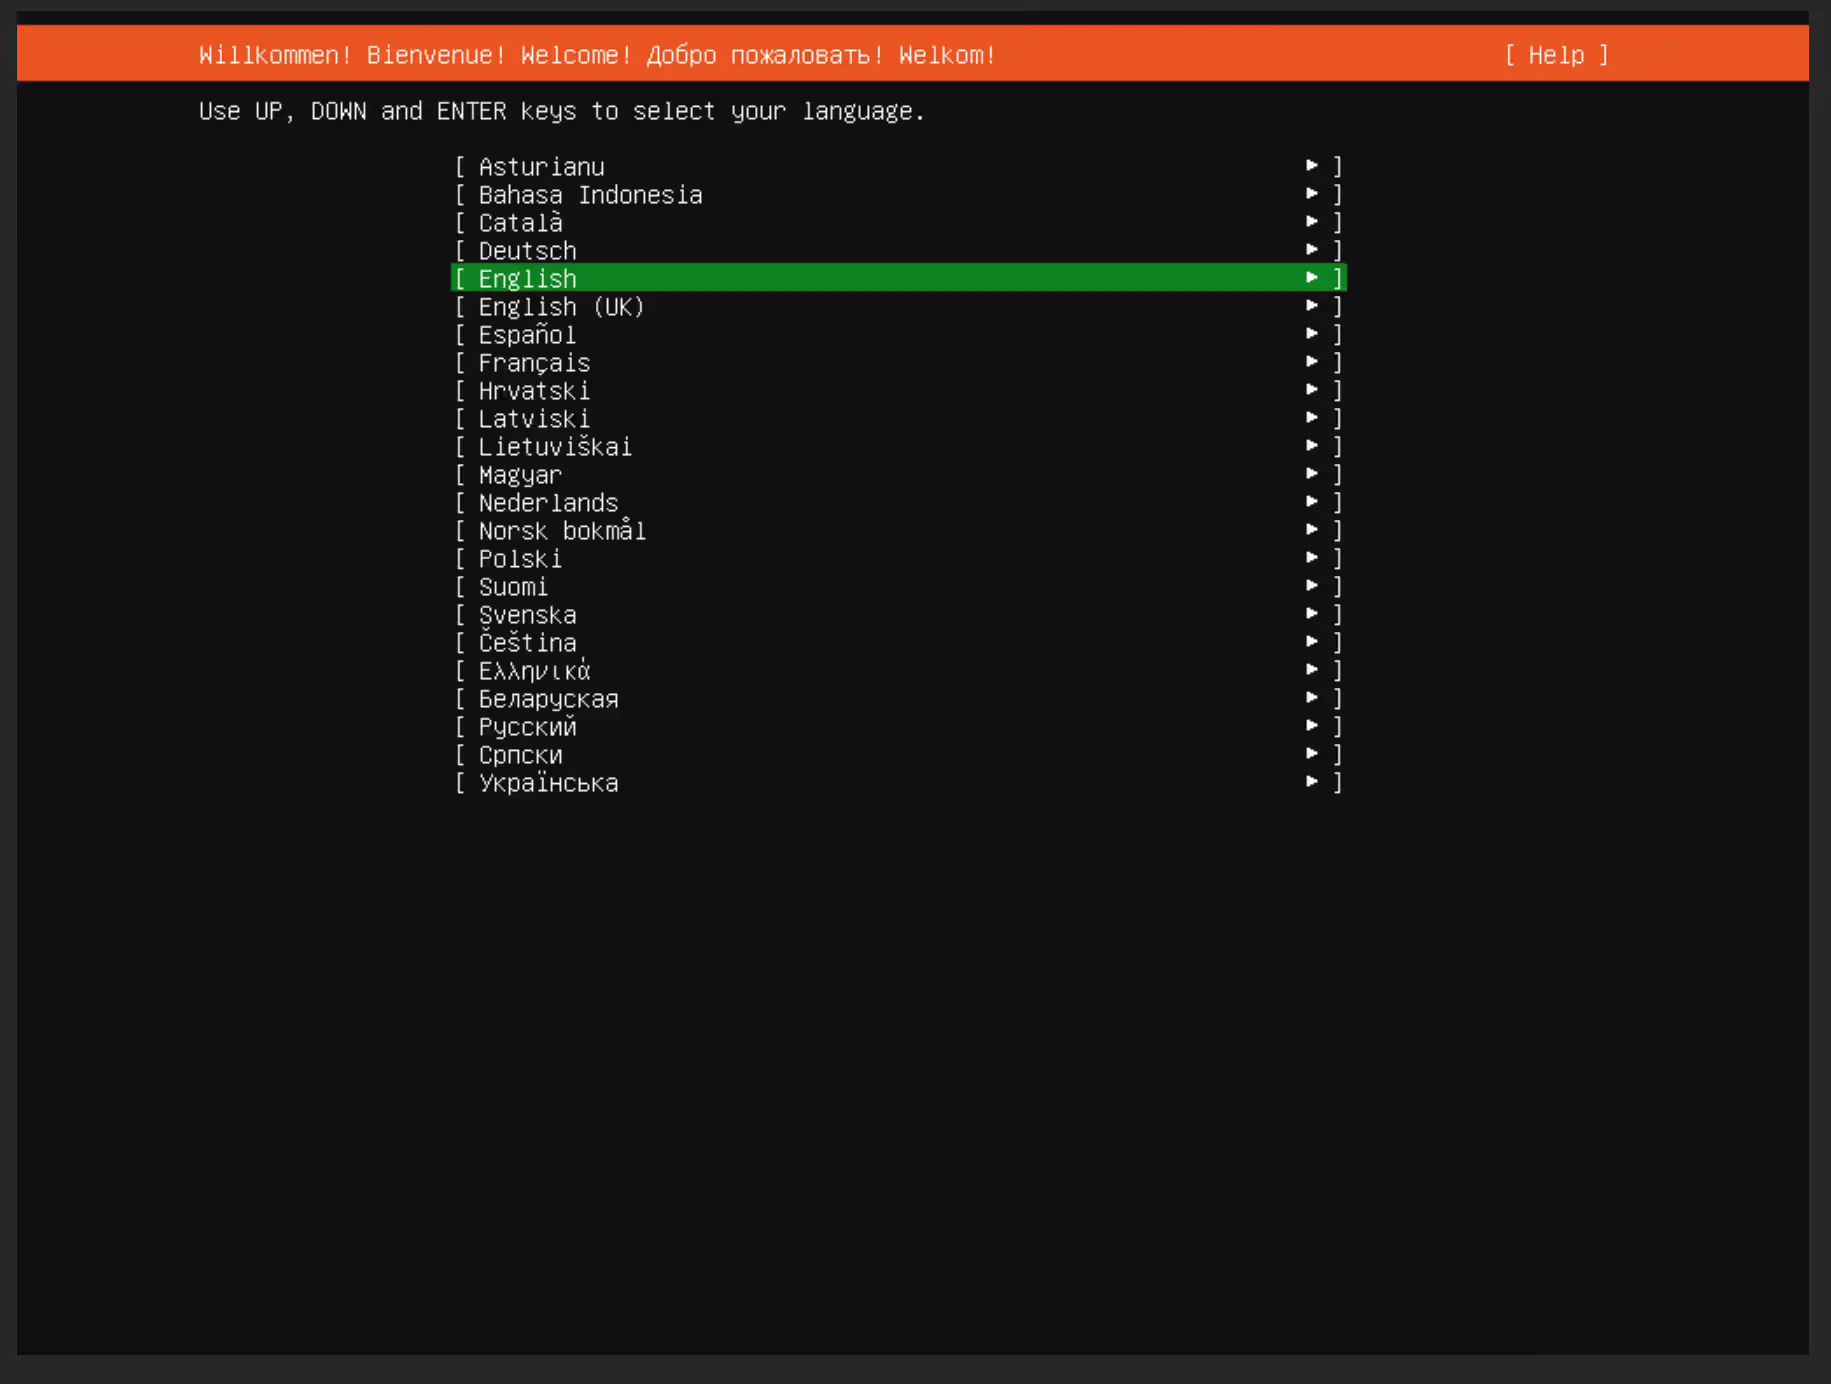 Willkommen! Bienvenue! Welcome! Добро пожаловать! Welkom! [ Help ]
Use UP, DOWN and ENTER keys to select your language.
[ Asturianu ► ]
[ Bahasa Indonesia ► ]
[ Català ► ]
[ Deutsch ► ]
[ English ► ]
[ English (UK) ► ]
[ Español ► ]
[ Français ► ]
[ Hrvatski ► ]
[ Latviski ► ]
[ Lietuviškai ► ]
[ Magyar ► ]
[ Nederlands ► ]
[ Norsk bokmål ► ]
[ Polski ► ]
[ Suomi ► ]
[ Svenska ► ]
[ Čeština ► ]
[ Ελληνικά ► ]
[ Беларуская ► ]
[ Русский ► ]
[ Српски ► ]
[ Українська ► ]